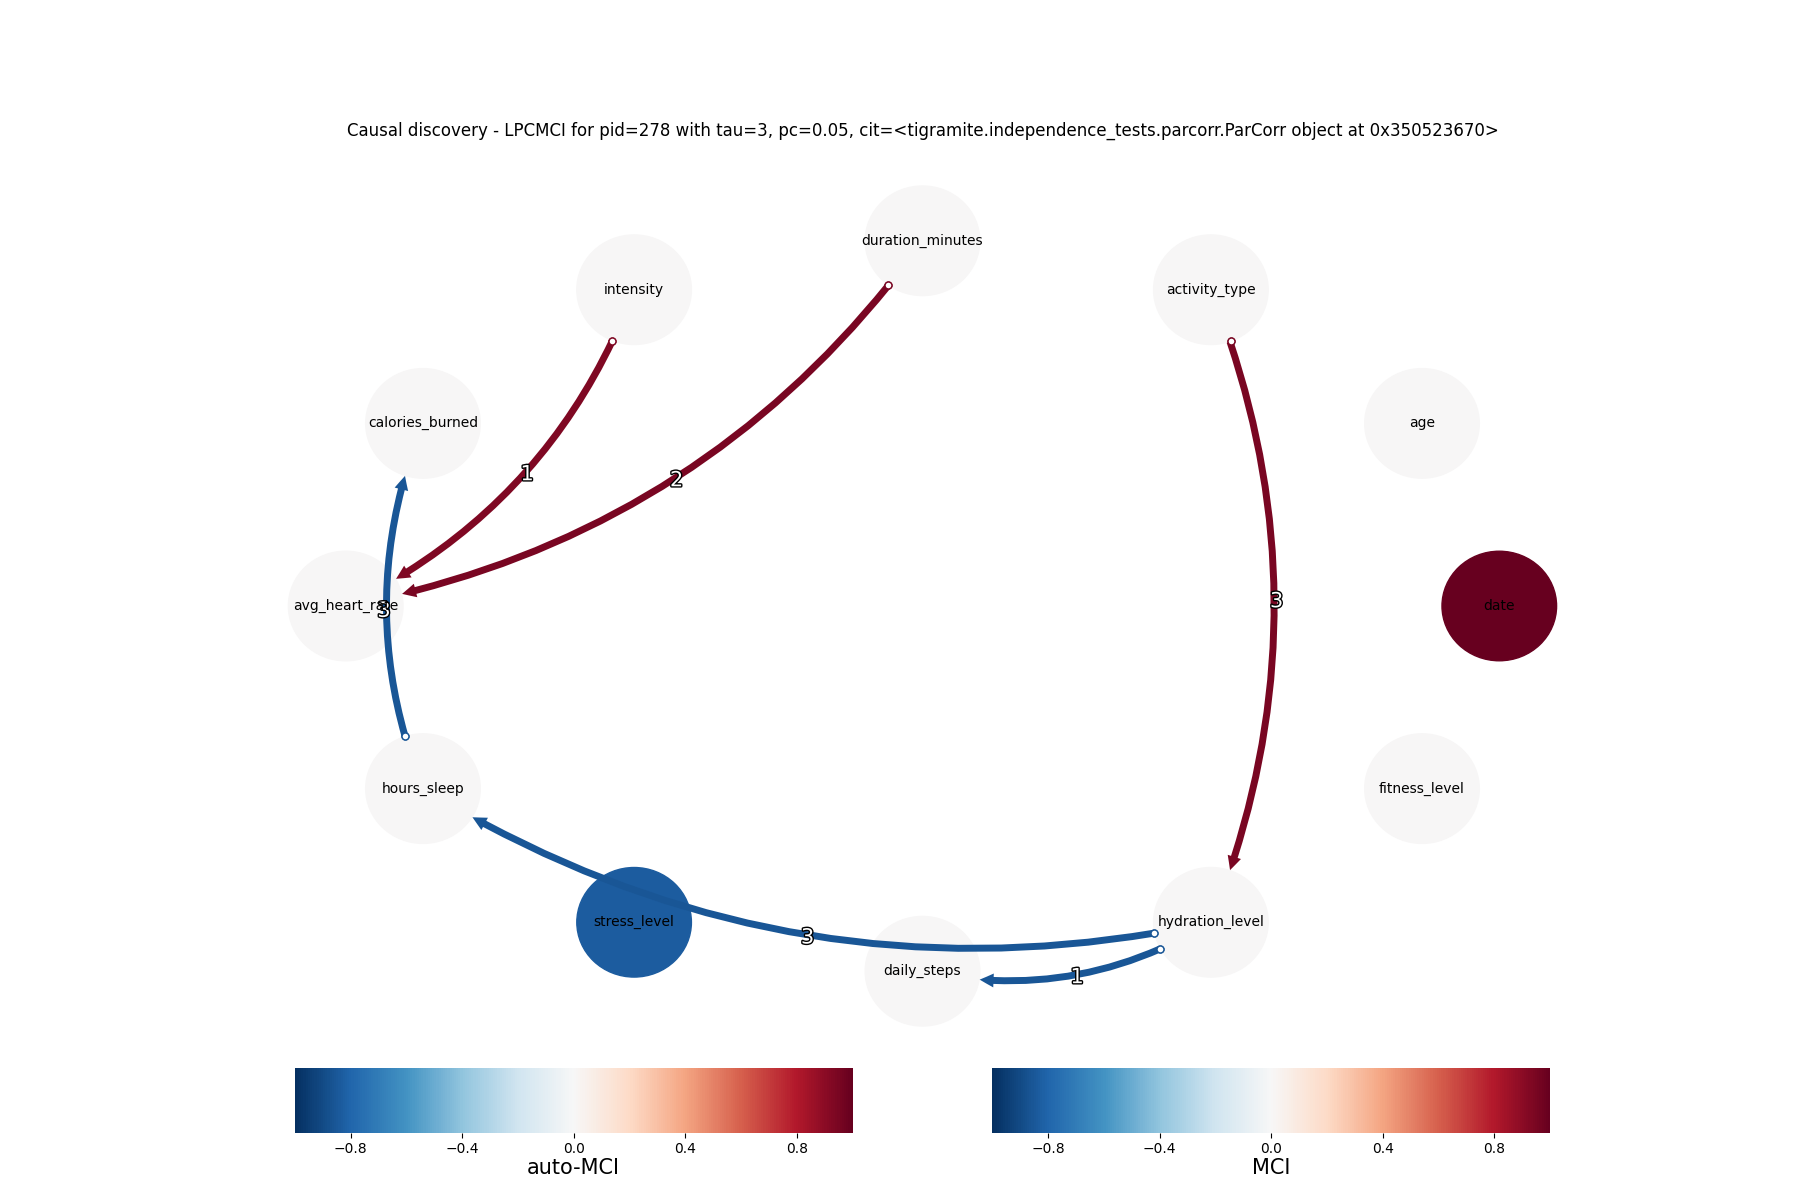 Causal discovery - LPCMCI for pid=278 with tau=3, pc=0.05, cit=<tigramite.independence_tests.parcorr.ParCorr object at 0x350523670>
duration_minutes
intensity
activity_type
calories_burned
age
1
2
3
avg_heart_rate
3
date
hours_sleep
fitness_level
stress_level
hydration_level
3
daily_steps
1
−0.8 −0.4 0.0 0.4 0.8
auto-MCI
−0.8 −0.4 0.0 0.4 0.8
MCI